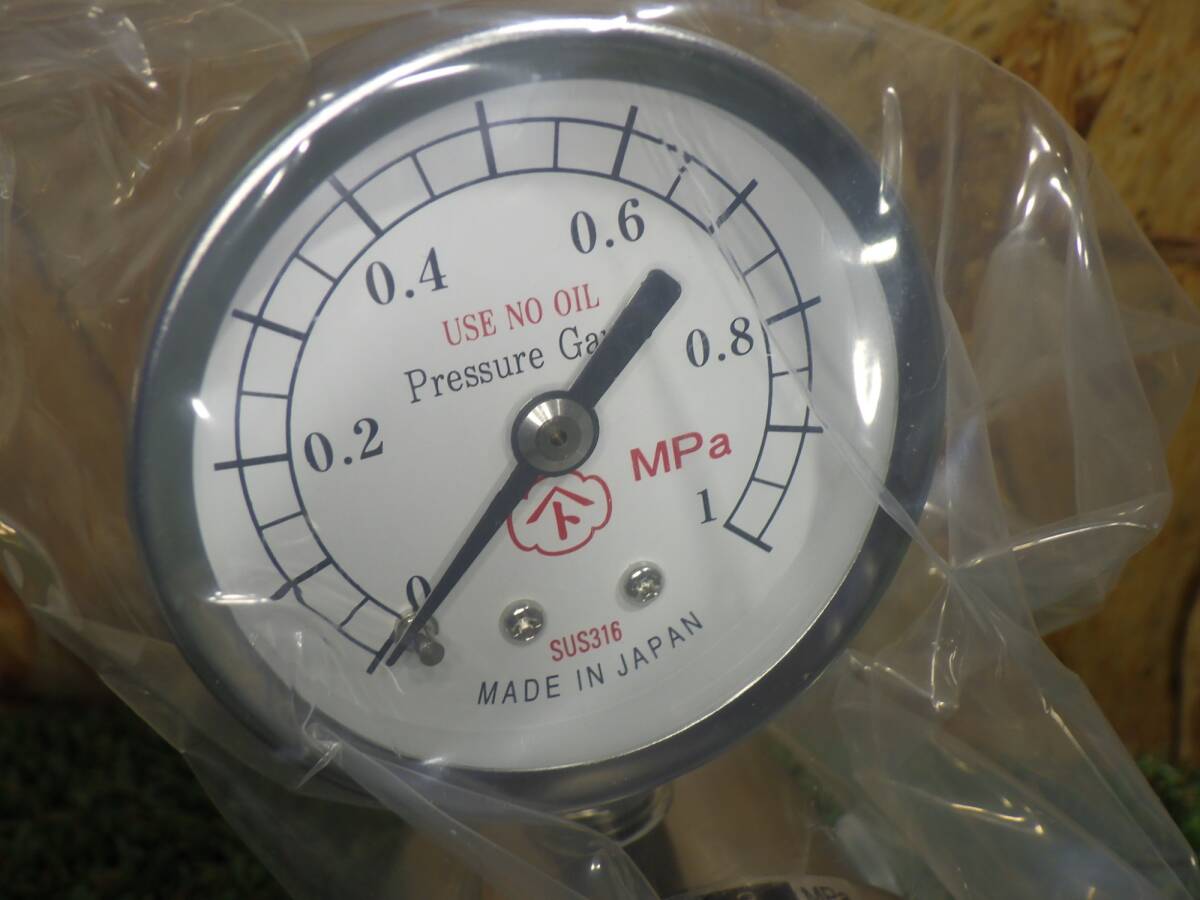 0.6
0.4
USE NO OIL
0.8
Pressure Ga
0.2
MPa
1
0
SUS316
MADE IN JAPAN
MPa